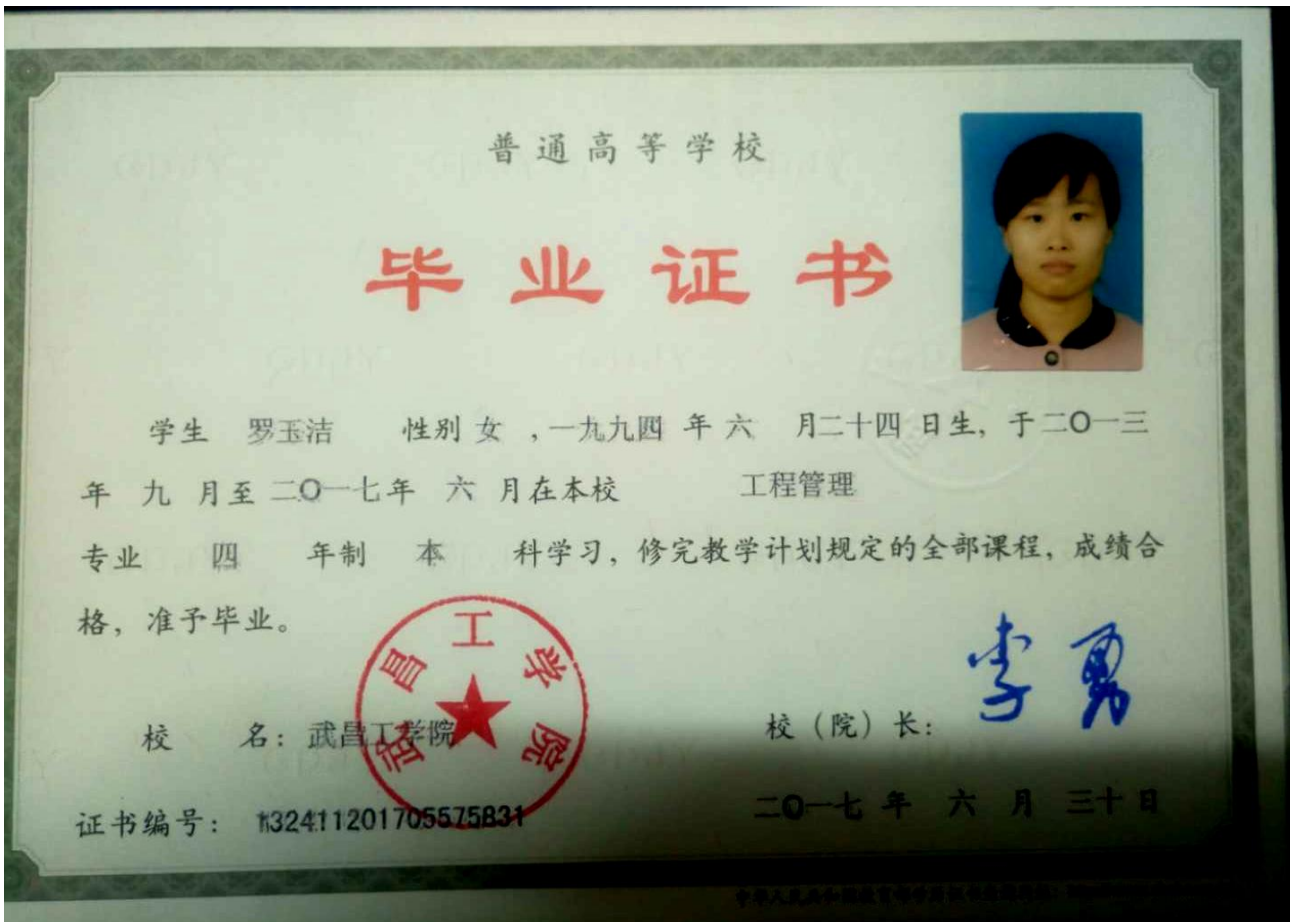 普通高等学校
毕业证书
学生 罗玉洁 性别 女 ,一九九四 年 六 月二十四 日生, 于二〇一三
年 九 月至 二〇一七年 六 月在本校 工程管理
专业 四 年制 本 科学习, 修完教学计划规定的全部课程, 成绩合
格, 准予毕业。
武昌工学院
李勇
校 名: 武昌工学院
校(院)长:
证书编号: 132411201705575831
二〇一七 年 六 月 三十 日